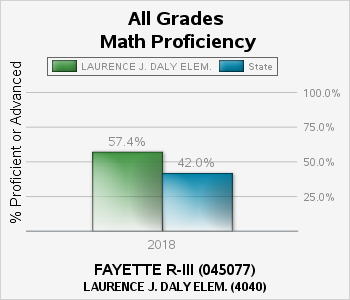 All Grades
Math Proficiency
LAURENCE J. DALY ELEM. State
% Proficient or Advanced
100.0%
75.0%
57.4%
50.0%
42.0%
25.0%
2018
FAYETTE R-III (045077)
LAURENCE J. DALY ELEM. (4040)